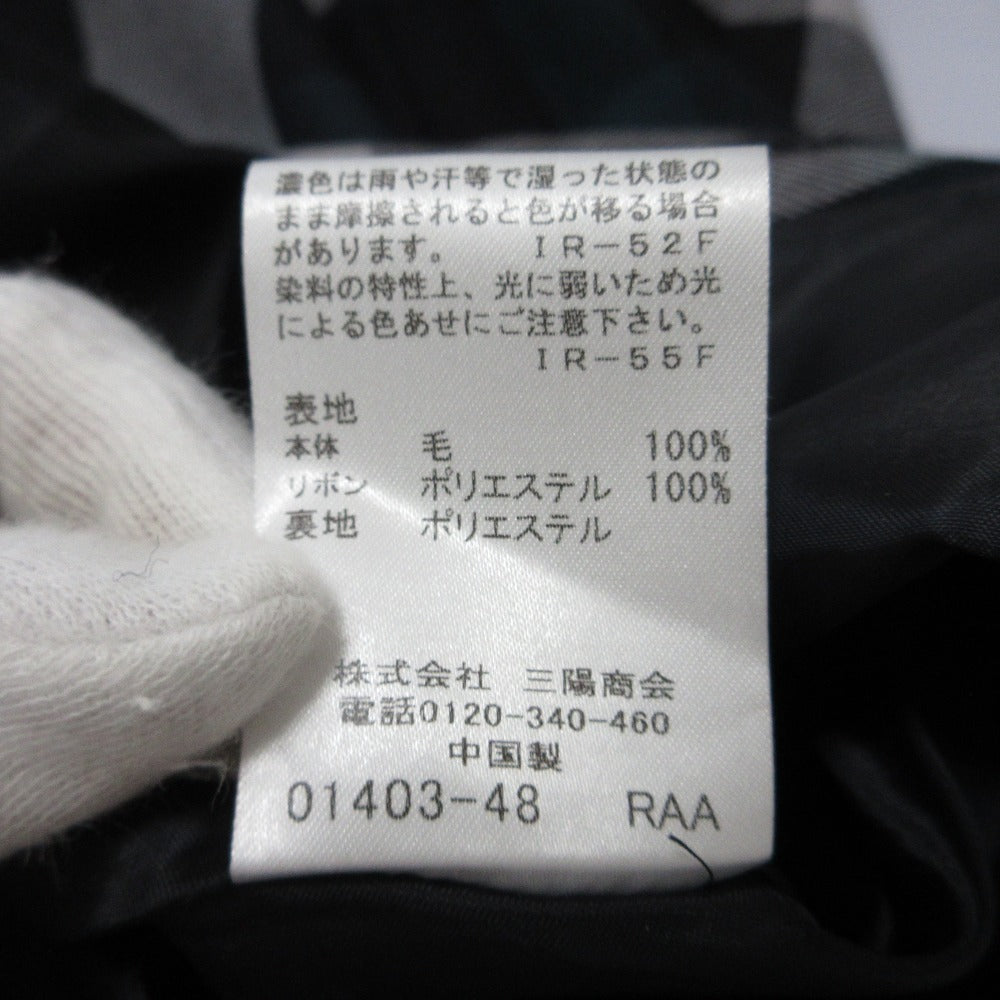 濃色は雨や汗等で湿った状態の
まま摩擦されると色が移る場合
があります。 IR-52F
染料の特性上、光に弱いため光
による色あせにご注意下さい。
IR-55F
表地
本体 毛 100%
リボン ポリエステル 100%
裏地 ポリエステル
株式会社 三陽商会
電話0120-340-460
中国製
01403-48 RAA